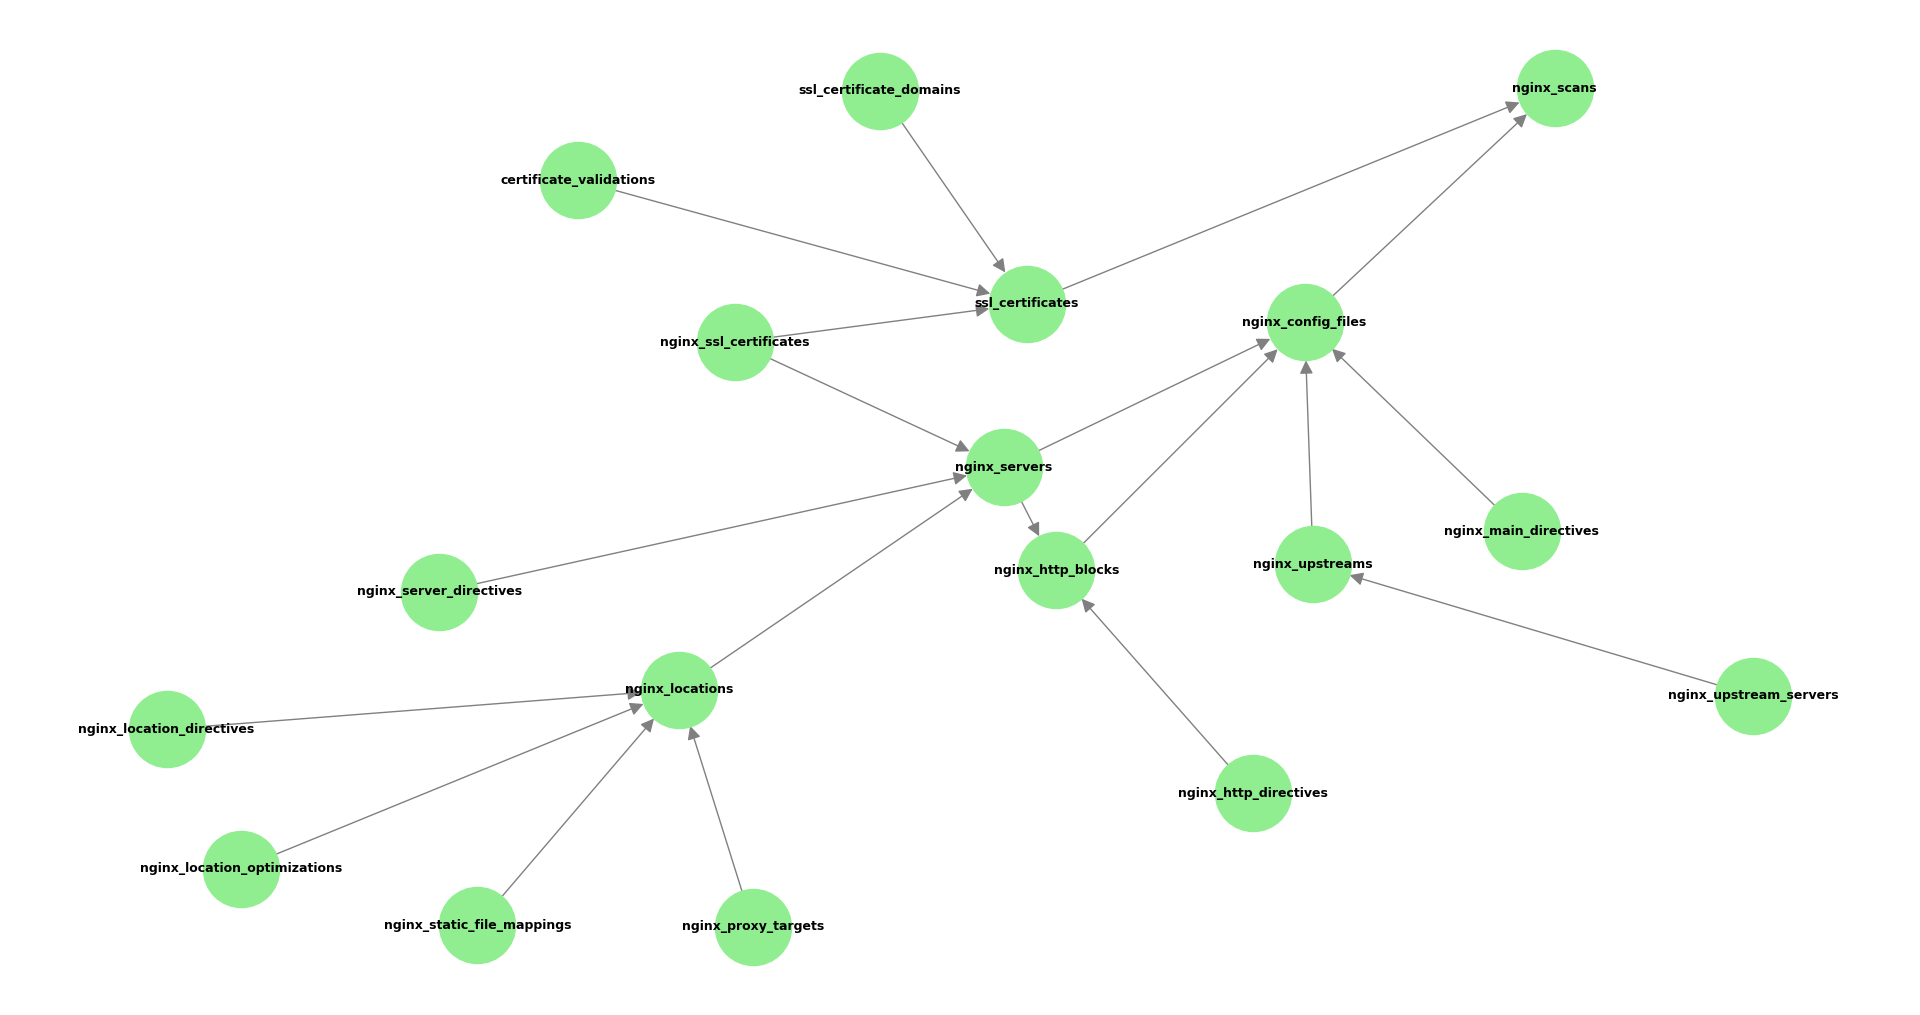 nginx_scans
ssl_certificate_domains
certificate_validations
ssl_certificates
nginx_config_files
nginx_ssl_certificates
nginx_servers
nginx_main_directives
nginx_upstreams
nginx_http_blocks
nginx_server_directives
nginx_locations
nginx_upstream_servers
nginx_location_directives
nginx_http_directives
nginx_location_optimizations
nginx_static_file_mappings
nginx_proxy_targets